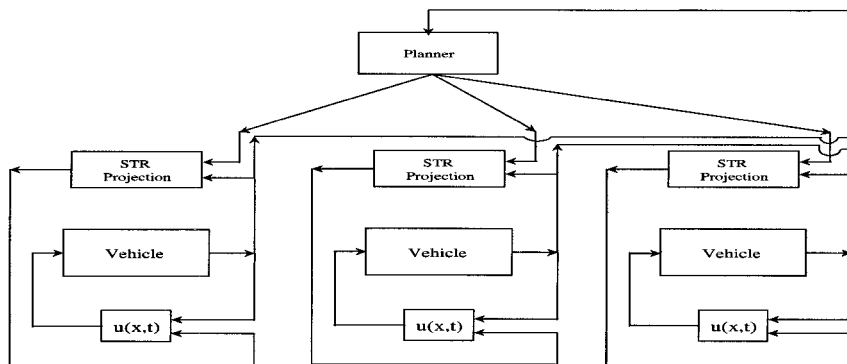 Planner
STR
Projection
STR
Projection
STR
Projection
Vehicle
Vehicle
Vehicle
u(x,t)
u(x,t)
u(x,t)